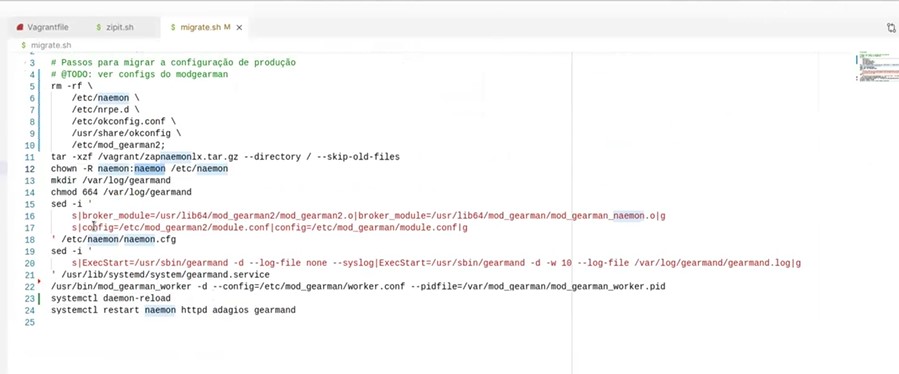 Vagrantfile
$ zipit.sh
$ migrate.sh M ×
$ migrate.sh
3 # Passos para migrar a configuração de produção
4 # @TODO: ver configs do modgearman
5 rm -rf \
6 /etc/naemon \
7 /etc/nrpe.d \
8 /etc/okconfig.conf \
9 /usr/share/okconfig \
10 /etc/mod_gearman2;
11 tar -xzf /vagrant/zapnaemonlx.tar.gz --directory / --skip-old-files
12 chown -R naemon:naemon /etc/naemon
13 mkdir /var/log/gearmand
14 chmod 664 /var/log/gearmand
15 sed -i '
16 s|broker_module=/usr/lib64/mod_gearman2/mod_gearman2.o|broker_module=/usr/lib64/mod_gearman/mod_gearman_naemon.o|g
17 s|config=/etc/mod_gearman2/module.conf|config=/etc/mod_gearman/module.conf|g
18 ' /etc/naemon/naemon.cfg
19 sed -i '
20 s|ExecStart=/usr/sbin/gearmand -d --log-file none --syslog|ExecStart=/usr/sbin/gearmand -d -w 10 --log-file /var/log/gearmand/gearmand.log|g
21 ' /usr/lib/systemd/system/gearmand.service
22 /usr/bin/mod_gearman_worker -d --config=/etc/mod_gearman/worker.conf --pidfile=/var/mod_gearman/mod_gearman_worker.pid
23 systemctl daemon-reload
24 systemctl restart naemon httpd adagios gearmand
25